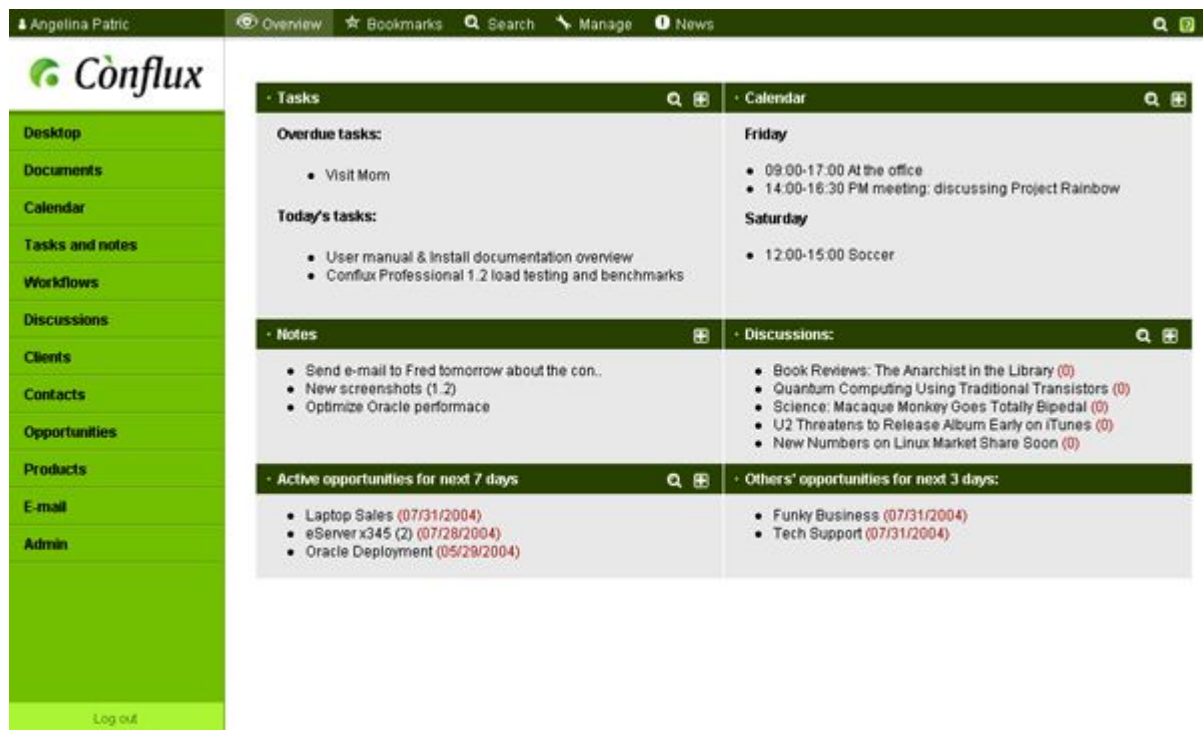 Angelina Patric
Overview Bookmarks Search Manage News
Cònflux
Desktop
Documents
Calendar
Tasks and notes
Workflows
Discussions
Clients
Contacts
Opportunities
Products
E-mail
Admin
Log out
Tasks
Overdue tasks:
Visit Mom
Today's tasks:
User manual & Install documentation overview
Conflux Professional 1.2 load testing and benchmarks
Calendar
Friday
09:00-17:00 At the office
14:00-16:30 PM meeting: discussing Project Rainbow
Saturday
12:00-15:00 Soccer
Notes
Send e-mail to Fred tomorrow about the con..
New screenshots (1.2)
Optimize Oracle performace
Discussions:
Book Reviews: The Anarchist in the Library (0)
Quantum Computing Using Traditional Transistors (0)
Science: Macaque Monkey Goes Totally Bipedal (0)
U2 Threatens to Release Album Early on iTunes (0)
New Numbers on Linux Market Share Soon (0)
Active opportunities for next 7 days
Laptop Sales (07/31/2004)
eServer x345 (2) (07/28/2004)
Oracle Deployment (05/29/2004)
Others' opportunities for next 3 days:
Funky Business (07/31/2004)
Tech Support (07/31/2004)